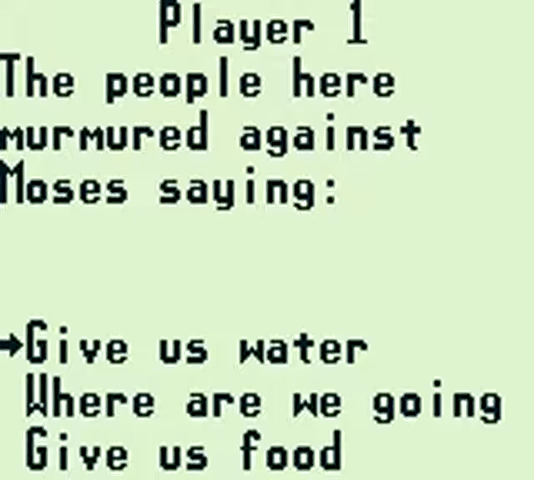 Player 1
The people here
murmured against
Moses saying:
→Give us water
Where are we going
Give us food